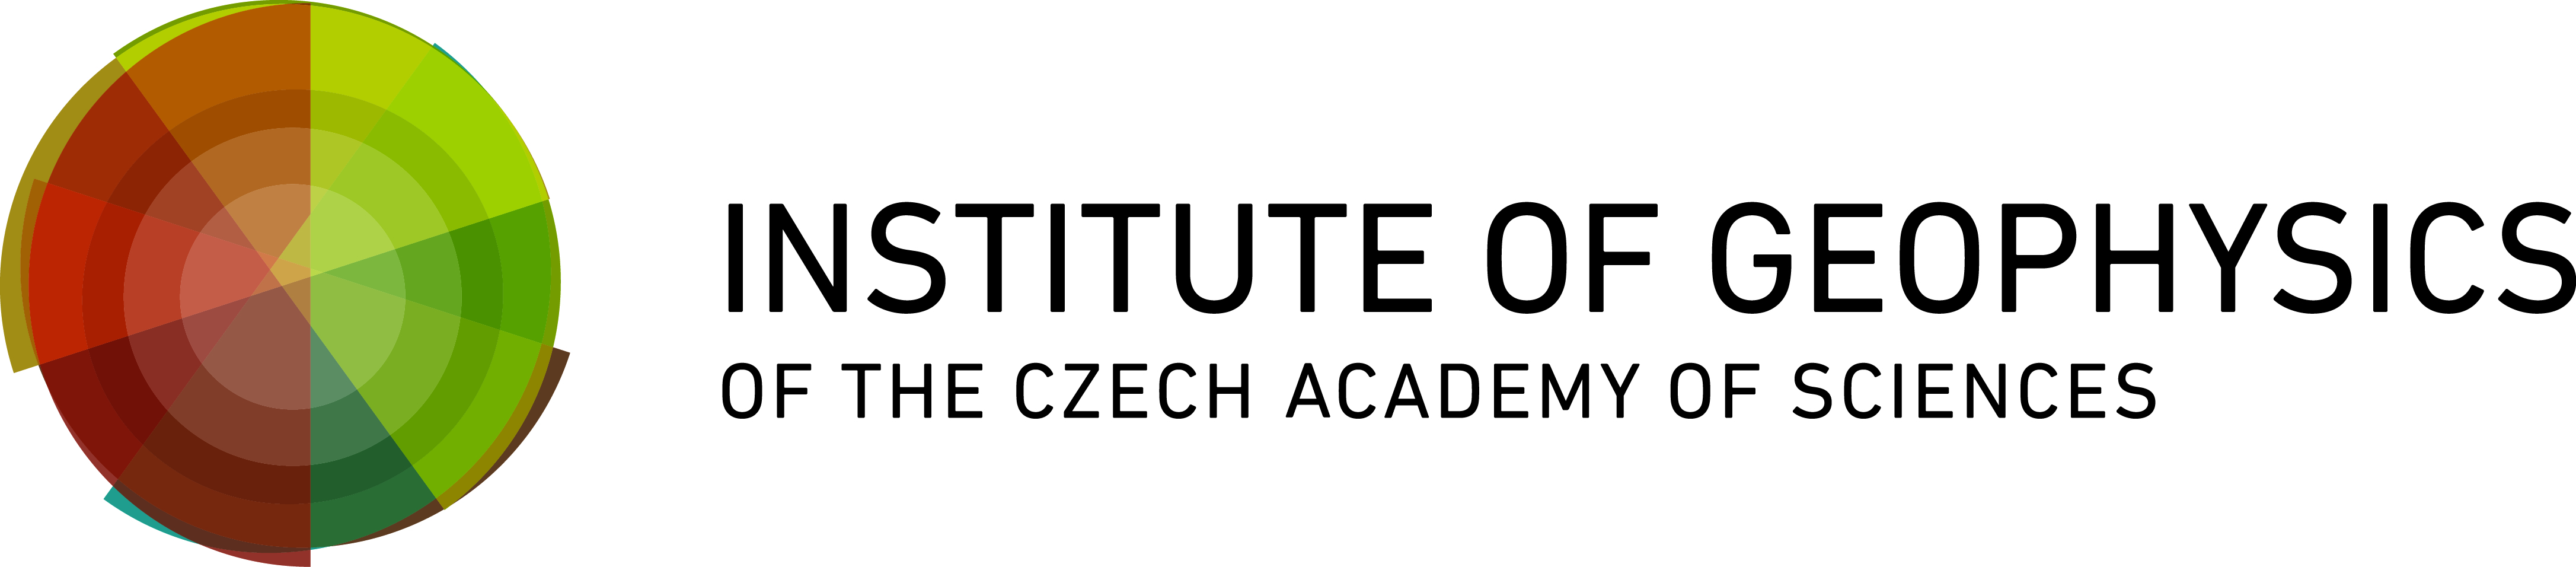 INSTITUTE OF GEOPHYSICS
OF THE CZECH ACADEMY OF SCIENCES